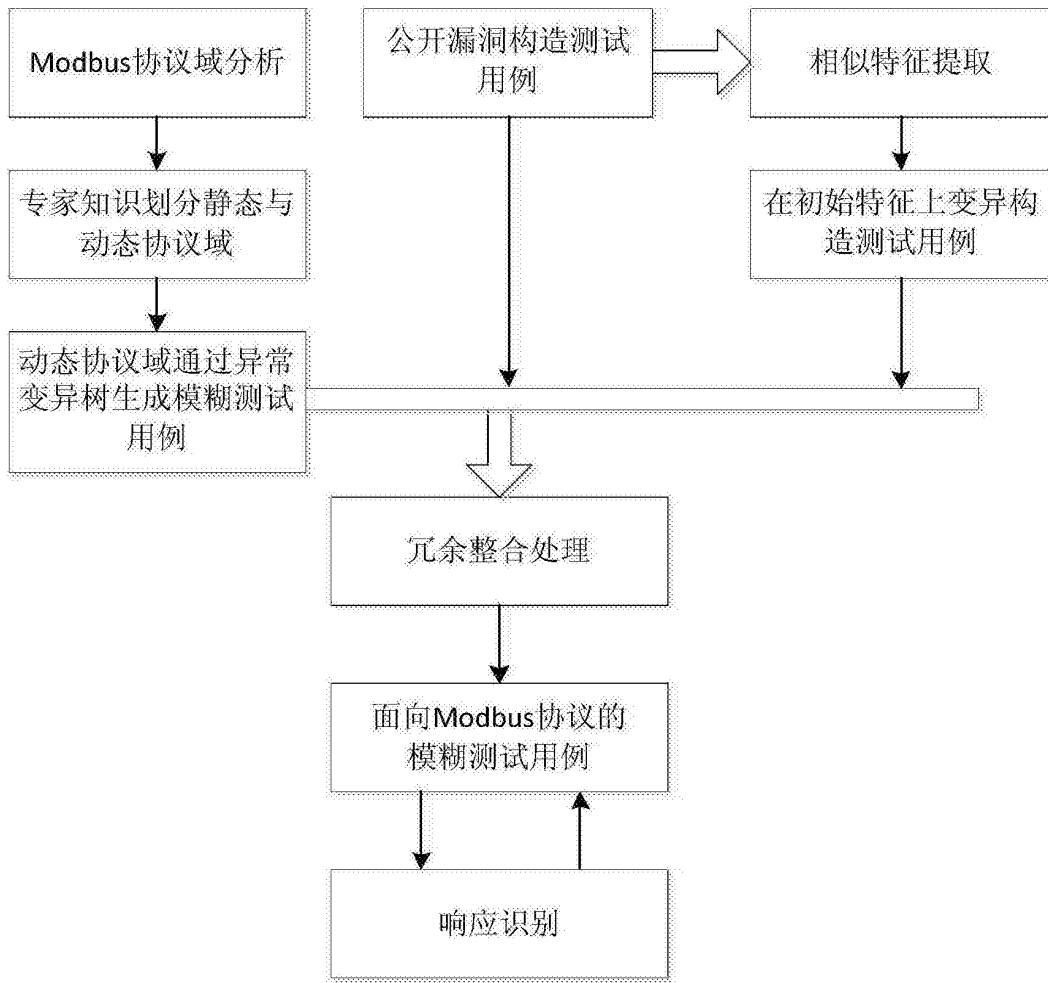 Modbus协议域分析
公开漏洞构造测试
用例
相似特征提取
专家知识划分静态与
动态协议域
在初始特征上变异构
造测试用例
动态协议域通过异常
变异树生成模糊测试
用例
冗余整合处理
面向Modbus协议的
模糊测试用例
响应识别